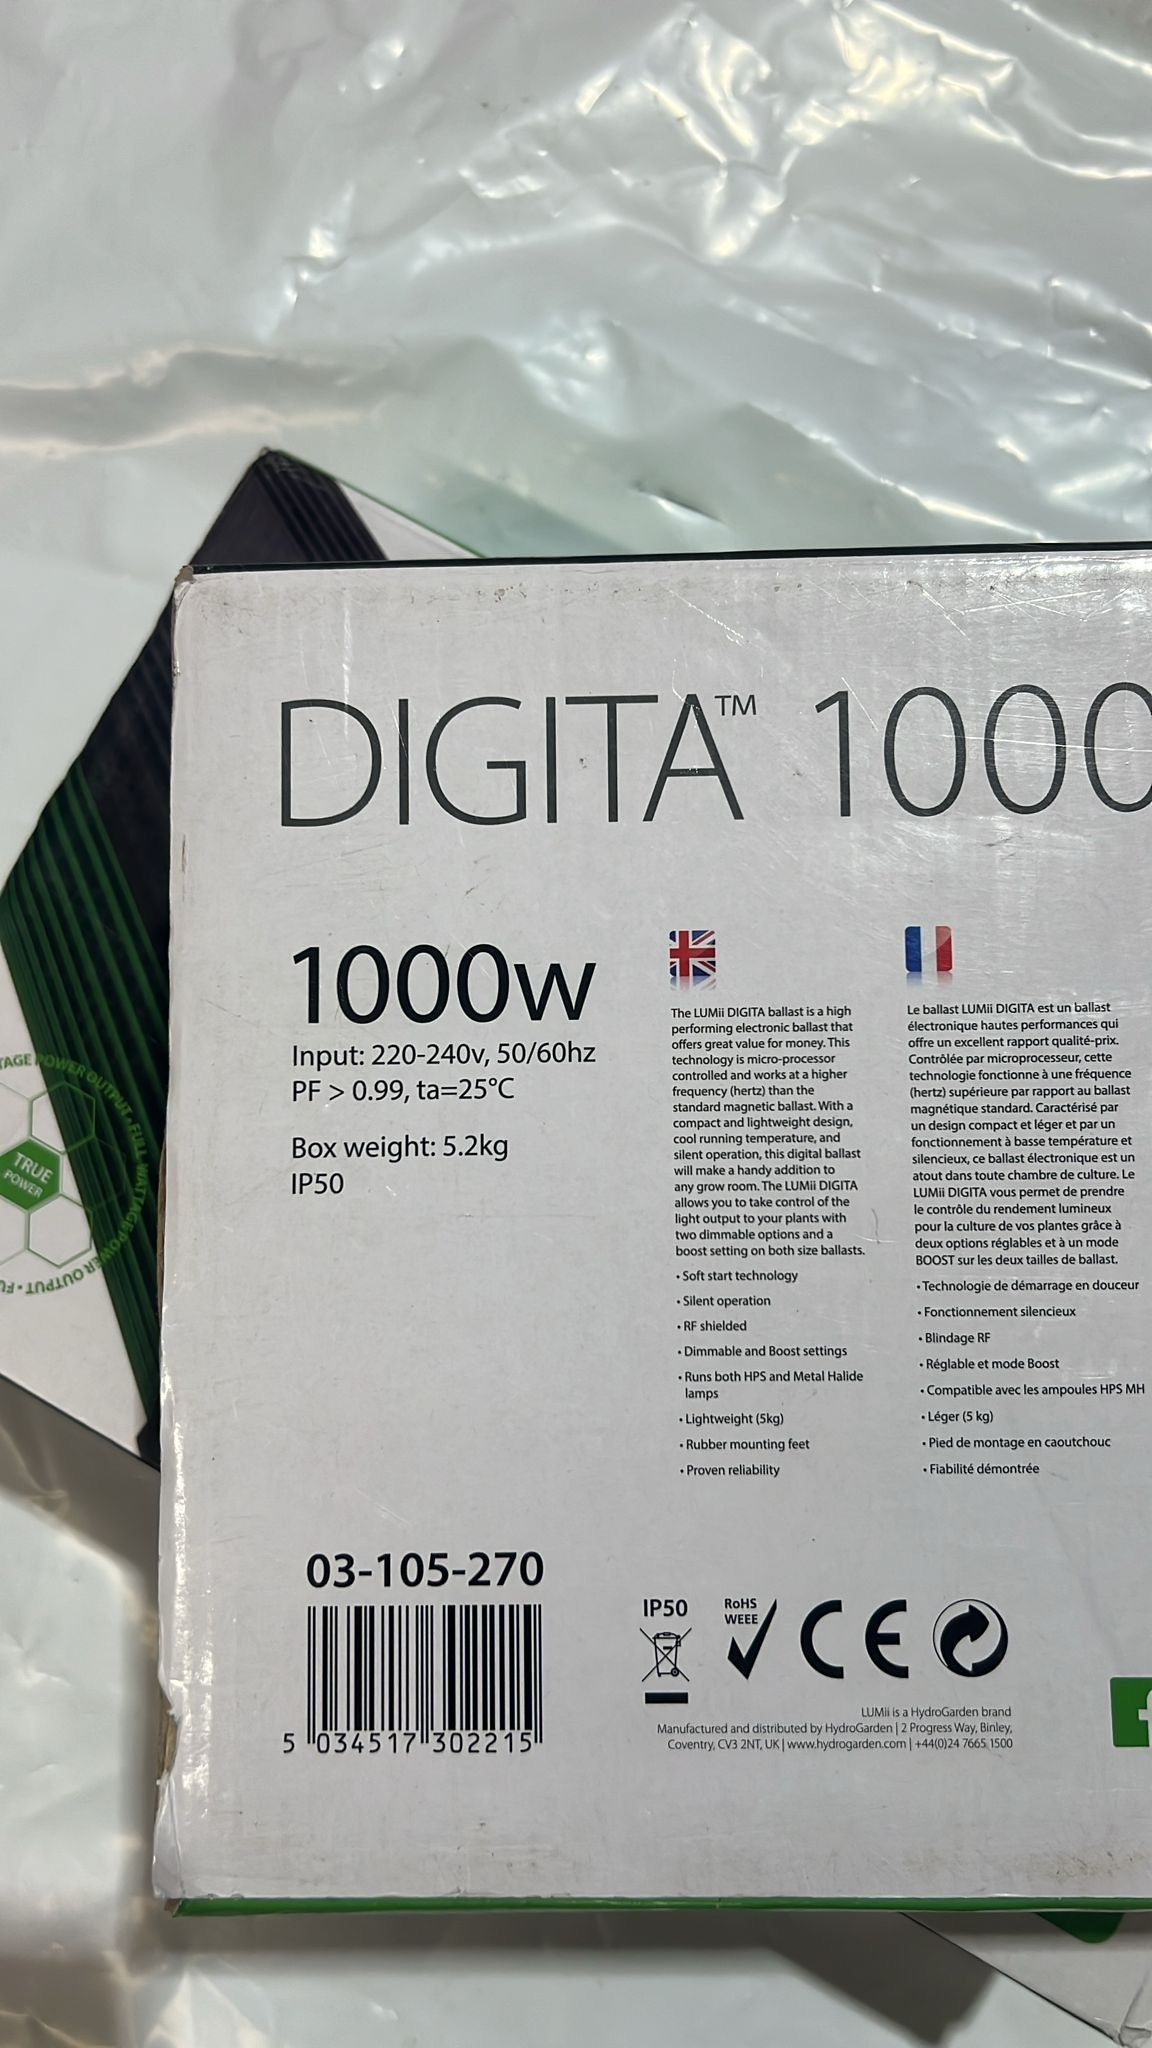 DIGITA™ 1000
1000w
Input: 220-240v, 50/60hz
PF > 0.99, ta=25°C
Box weight: 5.2kg
IP50
The LUMii DIGITA ballast is a high
performing electronic ballast that
offers great value for money. This
technology is micro-processor
controlled and works at a higher
frequency (hertz) than the
standard magnetic ballast. With a
compact and lightweight design,
cool running temperature, and
silent operation, this digital ballast
will make a handy addition to
any grow room. The LUMii DIGITA
allows you to take control of the
light output to your plants with
two dimmable options and a
boost setting on both size ballasts.
• Soft start technology
• Silent operation
• RF shielded
• Dimmable and Boost settings
• Runs both HPS and Metal Halide
lamps
• Lightweight (5kg)
• Rubber mounting feet
• Proven reliability
Le ballast LUMii DIGITA est un ballast
électronique hautes performances qui
offre un excellent rapport qualité-prix.
Contrôlée par microprocesseur, cette
technologie fonctionne à une fréquence
(hertz) supérieure par rapport au ballast
magnétique standard. Caractérisé par
un design compact et léger et par un
fonctionnement à basse température et
silencieux, ce ballast électronique est un
atout dans toute chambre de culture. Le
LUMii DIGITA vous permet de prendre
le contrôle du rendement lumineux
pour la culture de vos plantes grâce à
deux options réglables et à un mode
BOOST sur les deux tailles de ballast.
• Technologie de démarrage en douceur
• Fonctionnement silencieux
• Blindage RF
• Réglable et mode Boost
• Compatible avec les ampoules HPS MH
• Léger (5 kg)
• Pied de montage en caoutchouc
• Fiabilité démontrée
03-105-270
5 034517 302215
IP50
RoHS
WEEE
CE
LUMii is a HydroGarden brand
Manufactured and distributed by HydroGarden | 2 Progress Way, Binley,
Coventry, CV3 2NT, UK | www.hydrogarden.com | +44(0)24 7665 1500
TRUE
POWER
POWER OUTPUT • FULL WATTAGE POWER OUTPUT